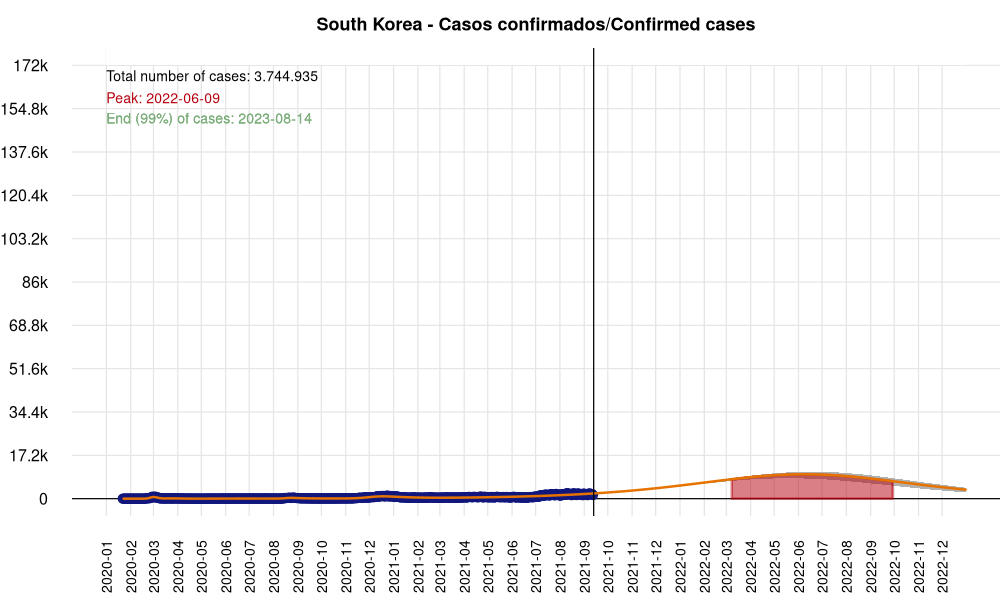 South Korea - Casos confirmados/Confirmed cases
172k
154.8k
137.6k
120.4k
103.2k
86k
68.8k
51.6k
34.4k
17.2k
0
Total number of cases: 3.744.935
Peak: 2022-06-09
End (99%) of cases: 2023-08-14
2020-01
2020-02
2020-03
2020-04
2020-05
2020-06
2020-07
2020-08
2020-09
2020-10
2020-11
2020-12
2021-01
2021-02
2021-03
2021-04
2021-05
2021-06
2021-07
2021-08
2021-09
2021-10
2021-11
2021-12
2022-01
2022-02
2022-03
2022-04
2022-05
2022-06
2022-07
2022-08
2022-09
2022-10
2022-11
2022-12